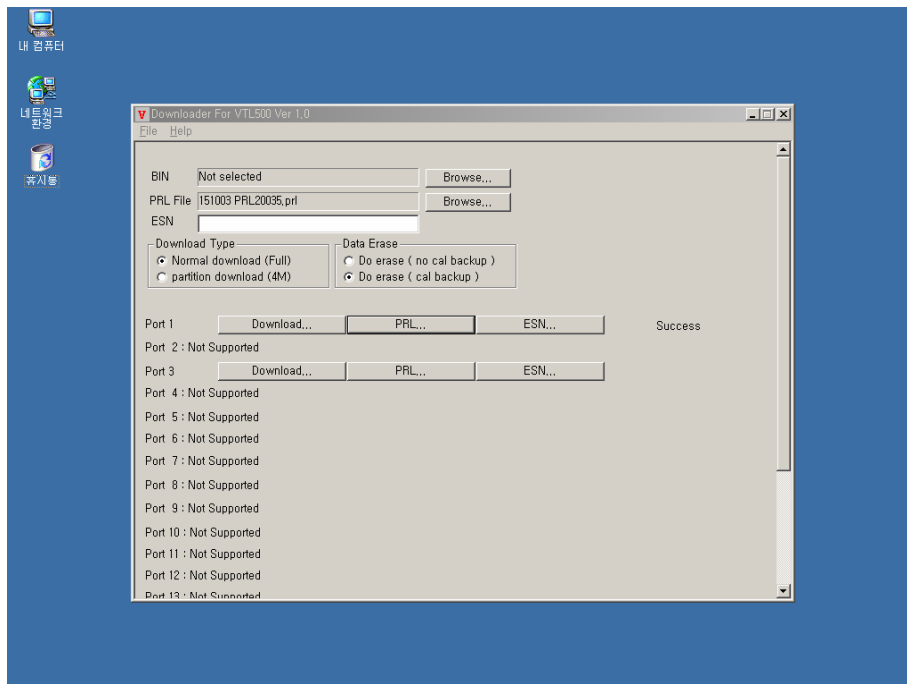 내 컴퓨터
네트워크
환경
휴지통
Downloader For VTL500 Ver 1,0
File Help
BIN Not selected Browse,,,
PRL File 151003 PRL20035,prl Browse,,,
ESN
Download Type Data Erase
Normal download (Full) Do erase ( no cal backup )
partition download (4M) Do erase ( cal backup )
Port 1 Download,,, PRL,,, ESN,,, Success
Port 2 : Not Supported
Port 3 Download,,, PRL,,, ESN,,,
Port 4 : Not Supported
Port 5 : Not Supported
Port 6 : Not Supported
Port 7 : Not Supported
Port 8 : Not Supported
Port 9 : Not Supported
Port 10 : Not Supported
Port 11 : Not Supported
Port 12 : Not Supported
Port 13 : Not Supported